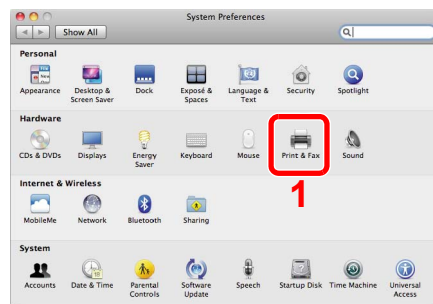 System Preferences
Show All
Personal
Appearance Desktop & Screen Saver Dock Exposé & Spaces Language & Text Security Spotlight
Hardware
CDs & DVDs Displays Energy Saver Keyboard Mouse Print & Fax Sound
1
Internet & Wireless
MobileMe Network Bluetooth Sharing
System
Accounts Date & Time Parental Controls Software Update Speech Startup Disk Time Machine Universal Access